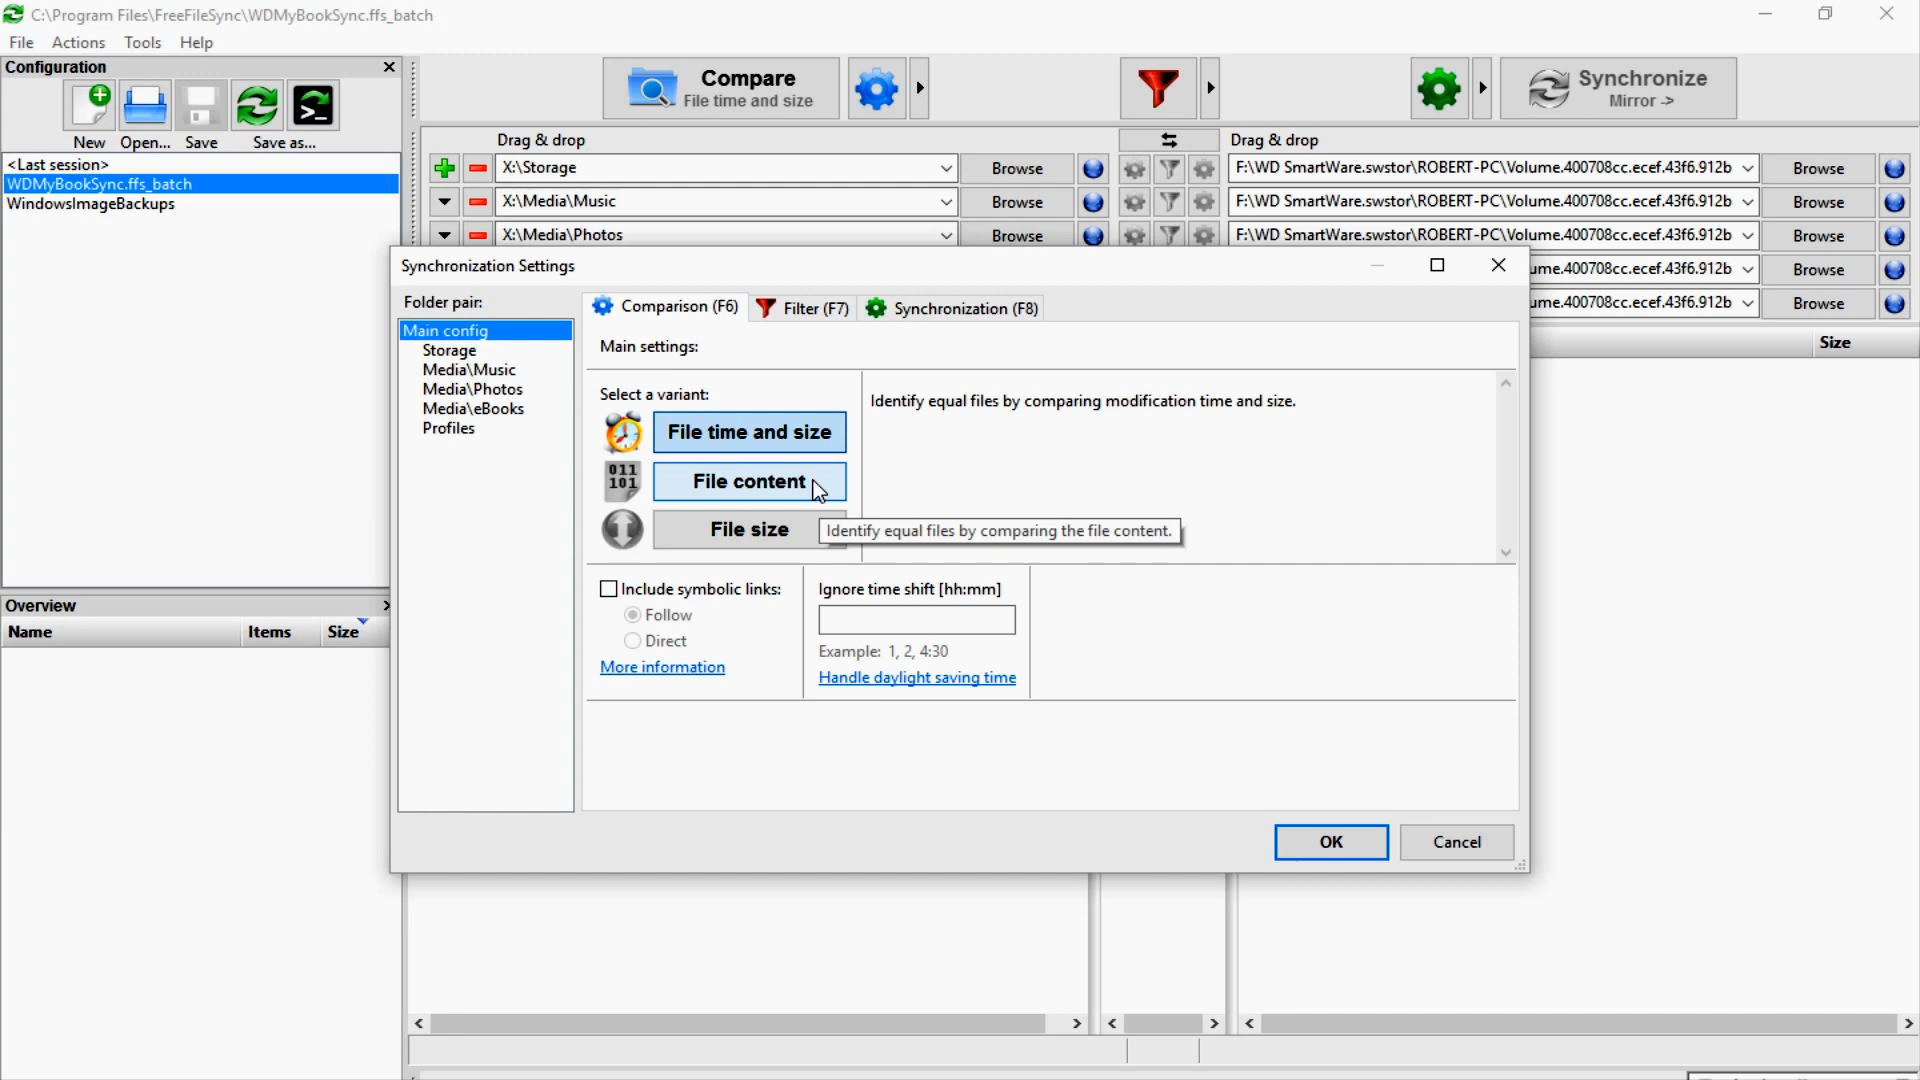 C:\Program Files\FreeFileSync\WDMyBookSync.ffs_batch
File Actions Tools Help
Configuration
New Open... Save Save as...
<Last session>
WDMyBookSync.ffs_batch
WindowsImageBackups
Compare
File time and size
Synchronize
Mirror ->
Drag & drop
Drag & drop
X:\Storage Browse F:\WD SmartWare.swstor\ROBERT-PC\Volume.400708cc.ecef.43f6.912b Browse
X:\Media\Music Browse F:\WD SmartWare.swstor\ROBERT-PC\Volume.400708cc.ecef.43f6.912b Browse
X:\Media\Photos Browse F:\WD SmartWare.swstor\ROBERT-PC\Volume.400708cc.ecef.43f6.912b Browse
ume.400708cc.ecef.43f6.912b Browse
ume.400708cc.ecef.43f6.912b Browse
Size
Synchronization Settings
Folder pair:
Main config
Storage
Media\Music
Media\Photos
Media\eBooks
Profiles
Comparison (F6) Filter (F7) Synchronization (F8)
Main settings:
Select a variant:
File time and size
011
101
File content
File size
Identify equal files by comparing modification time and size.
Identify equal files by comparing the file content.
Include symbolic links:
Follow
Direct
More information
Ignore time shift [hh:mm]
Example: 1, 2, 4:30
Handle daylight saving time
OK Cancel
Overview
Name Items Size